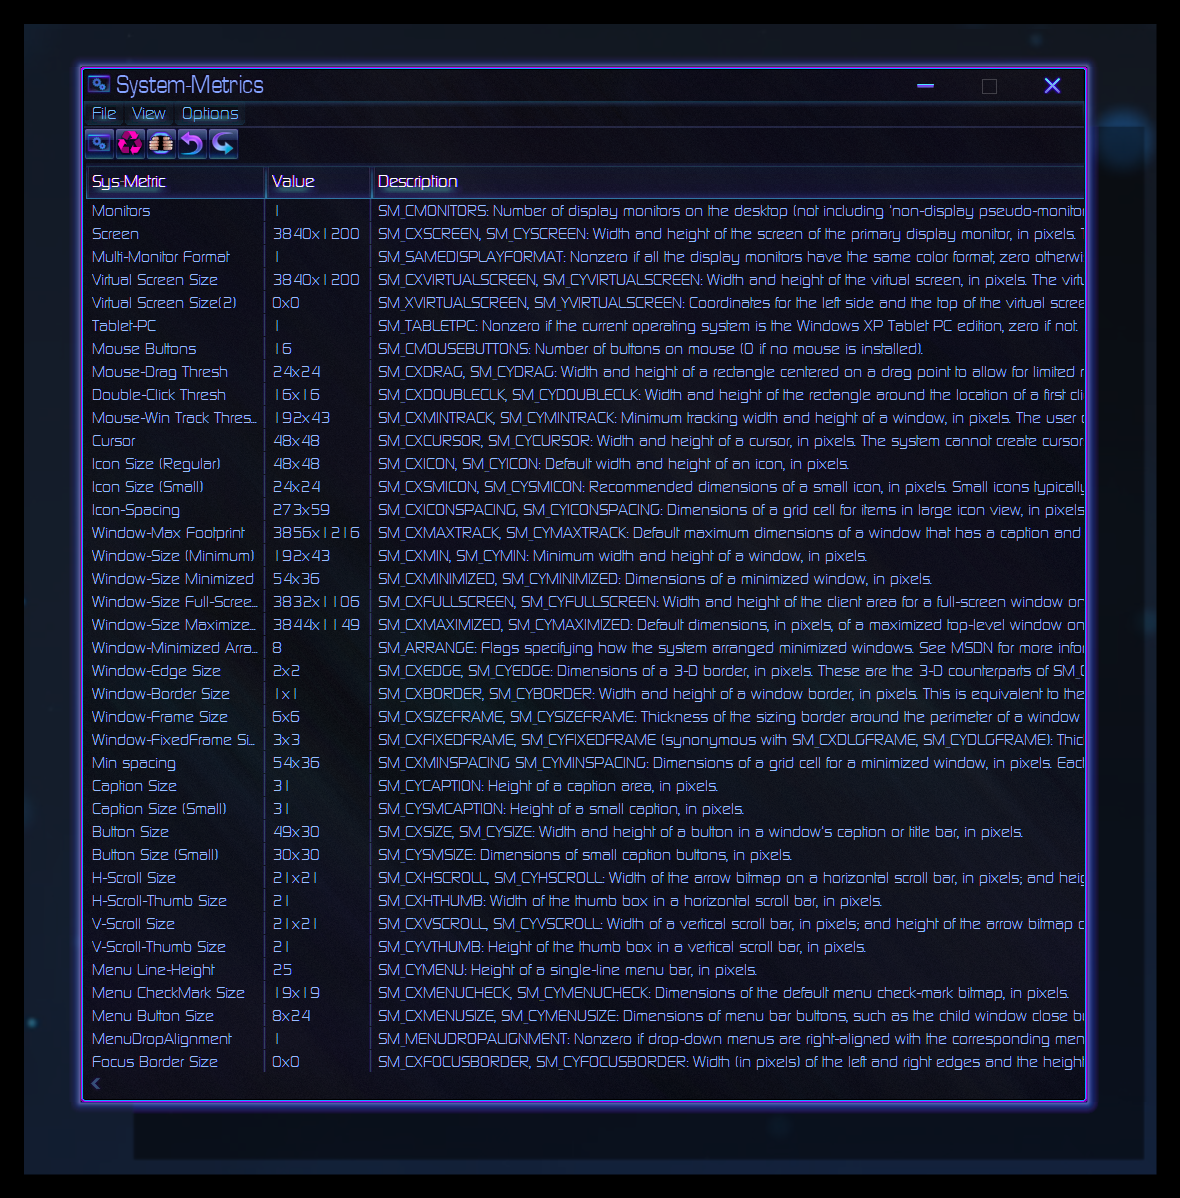 System-Metrics
File View Options
Sys-Metric Value Description
Monitors 1 SM_CMONITORS: Number of display monitors on the desktop (not including 'non-display pseudo-monito
Screen 3840x1200 SM_CXSCREEN, SM_CYSCREEN: Width and height of the screen of the primary display monitor, in pixels.
Multi-Monitor Format 1 SM_SAMEDISPLAYFORMAT: Nonzero if all the display monitors have the same color format, zero otherwi
Virtual Screen Size 3840x1200 SM_CXVIRTUALSCREEN, SM_CYVIRTUALSCREEN: Width and height of the virtual screen, in pixels. The virtu
Virtual Screen Size(2) 0x0 SM_XVIRTUALSCREEN, SM_YVIRTUALSCREEN: Coordinates for the left side and the top of the virtual scree
Tablet-PC 1 SM_TABLETPC: Nonzero if the current operating system is the Windows XP Tablet PC edition, zero if not.
Mouse Buttons 16 SM_CMOUSEBUTTONS: Number of buttons on mouse (0 if no mouse is installed).
Mouse-Drag Thresh 24x24 SM_CXDRAG, SM_CYDRAG: Width and height of a rectangle centered on a drag point to allow for limited
Double-Click Thresh 16x16 SM_CXDOUBLECLK, SM_CYDOUBLECLK: Width and height of the rectangle around the location of a first cli
Mouse-Win Track Thres... 192x43 SM_CXMINTRACK, SM_CYMINTRACK: Minimum tracking width and height of a window, in pixels. The user
Cursor 48x48 SM_CXCURSOR, SM_CYCURSOR: Width and height of a cursor, in pixels. The system cannot create cursor
Icon Size (Regular) 48x48 SM_CXICON, SM_CYICON: Default width and height of an icon, in pixels.
Icon Size (Small) 24x24 SM_CXSMICON, SM_CYSMICON: Recommended dimensions of a small icon, in pixels. Small icons typically
Icon-Spacing 273x59 SM_CXICONSPACING, SM_CYICONSPACING: Dimensions of a grid cell for items in large icon view, in pixels
Window-Max Footprint 3856x1216 SM_CXMAXTRACK, SM_CYMAXTRACK: Default maximum dimensions of a window that has a caption and
Window-Size (Minimum) 192x43 SM_CXMIN, SM_CYMIN: Minimum width and height of a window, in pixels.
Window-Size Minimized 54x36 SM_CXMINIMIZED, SM_CYMINIMIZED: Dimensions of a minimized window, in pixels.
Window-Size Full-Scree... 3832x1106 SM_CXFULLSCREEN, SM_CYFULLSCREEN: Width and height of the client area for a full-screen window on
Window-Size Maximize... 3844x1149 SM_CXMAXIMIZED, SM_CYMAXIMIZED: Default dimensions, in pixels, of a maximized top-level window on
Window-Minimized Arra... 8 SM_ARRANGE: Flags specifying how the system arranged minimized windows. See MSDN for more infor
Window-Edge Size 2x2 SM_CXEDGE, SM_CYEDGE: Dimensions of a 3-D border, in pixels. These are the 3-D counterparts of SM_C
Window-Border Size 1x1 SM_CXBORDER, SM_CYBORDER: Width and height of a window border, in pixels. This is equivalent to the
Window-Frame Size 6x6 SM_CXSIZEFRAME, SM_CYSIZEFRAME: Thickness of the sizing border around the perimeter of a window
Window-FixedFrame Si... 3x3 SM_CXFIXEDFRAME, SM_CYFIXEDFRAME (synonymous with SM_CXDLGFRAME, SM_CYDLGFRAME): Thic
Min spacing 54x36 SM_CXMINSPACING SM_CYMINSPACING: Dimensions of a grid cell for a minimized window, in pixels. Eac
Caption Size 31 SM_CYCAPTION: Height of a caption area, in pixels.
Caption Size (Small) 31 SM_CYSMCAPTION: Height of a small caption, in pixels.
Button Size 49x30 SM_CXSIZE, SM_CYSIZE: Width and height of a button in a window's caption or title bar, in pixels.
Button Size (Small) 30x30 SM_CYSMSIZE: Dimensions of small caption buttons, in pixels.
H-Scroll Size 21x21 SM_CXHSCROLL, SM_CYHSCROLL: Width of the arrow bitmap on a horizontal scroll bar, in pixels; and heig
H-Scroll-Thumb Size 21 SM_CXHTHUMB: Width of the thumb box in a horizontal scroll bar, in pixels.
V-Scroll Size 21x21 SM_CXVSCROLL, SM_CYVSCROLL: Width of a vertical scroll bar, in pixels; and height of the arrow bitmap
V-Scroll-Thumb Size 21 SM_CYVTHUMB: Height of the thumb box in a vertical scroll bar, in pixels.
Menu Line-Height 25 SM_CYMENU: Height of a single-line menu bar, in pixels.
Menu CheckMark Size 19x19 SM_CXMENUCHECK, SM_CYMENUCHECK: Dimensions of the default menu check-mark bitmap, in pixels.
Menu Button Size 8x24 SM_CXMENUSIZE, SM_CYMENUSIZE: Dimensions of menu bar buttons, such as the child window close bu
MenuDropAlignment 1 SM_MENUDROPALIGNMENT: Nonzero if drop-down menus are right-aligned with the corresponding men
Focus Border Size 0x0 SM_CXFOCUSBORDER, SM_CYFOCUSBORDER: Width (in pixels) of the left and right edges and the height